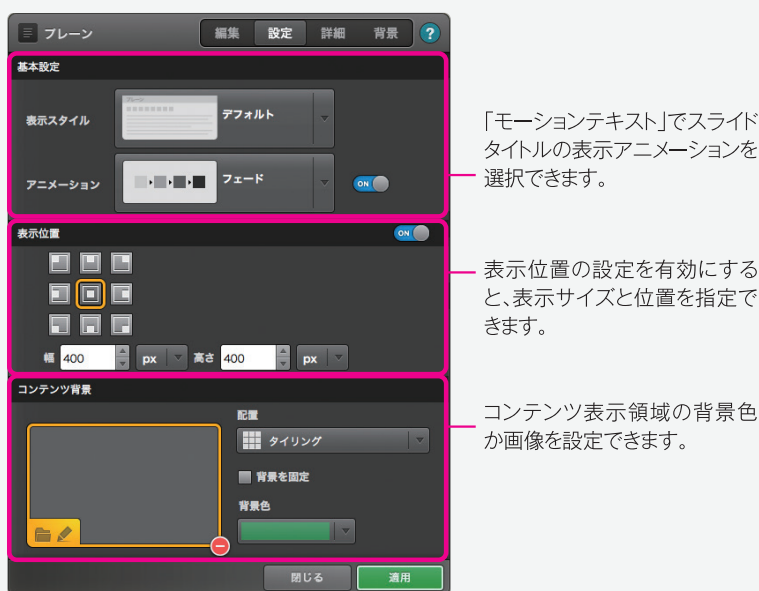 プレーン
編集 設定 詳細 背景 ?
基本設定
表示スタイル
デフォルト
アニメーション
フェード
ON
「モーションテキスト」でスライド
タイトルの表示アニメーションを
選択できます。
表示位置
ON
幅 400 px 高さ 400 px
表示位置の設定を有効にする
と、表示サイズと位置を指定で
きます。
コンテンツ背景
配置
タイリング
背景を固定
背景色
コンテンツ表示領域の背景色
か画像を設定できます。
閉じる 適用